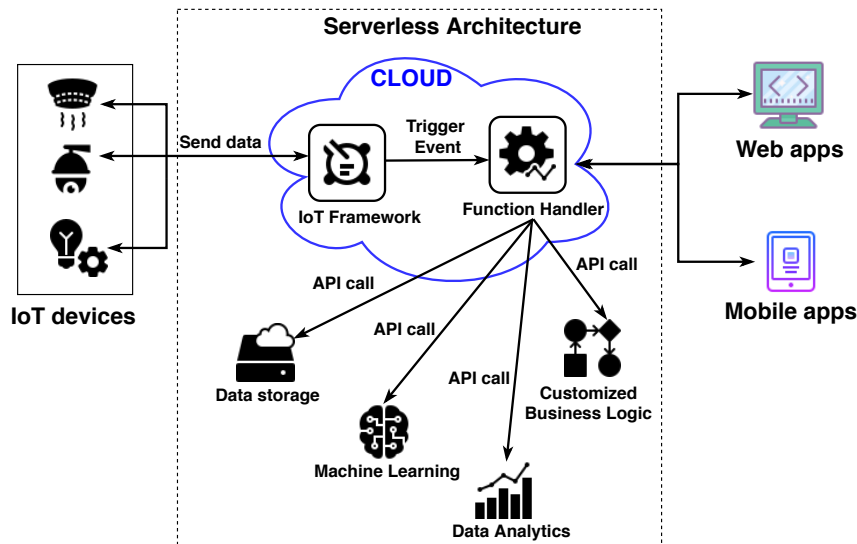 Serverless Architecture
CLOUD
Send data
Trigger
Event
IoT Framework
Function Handler
Web apps
IoT devices
Mobile apps
API call
API call
API call
API call
Data storage
Customized
Business Logic
Machine Learning
Data Analytics